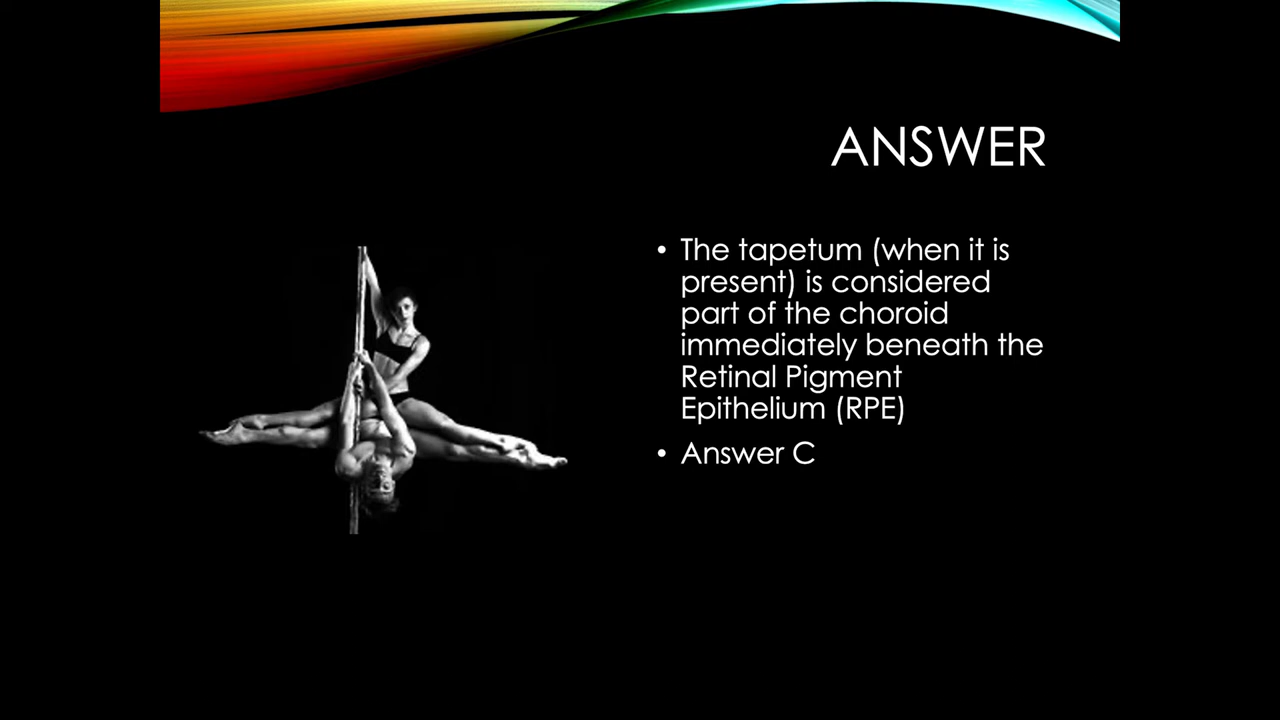 ANSWER
• The tapetum (when it is
present) is considered
part of the choroid
immediately beneath the
Retinal Pigment
Epithelium (RPE)
• Answer C